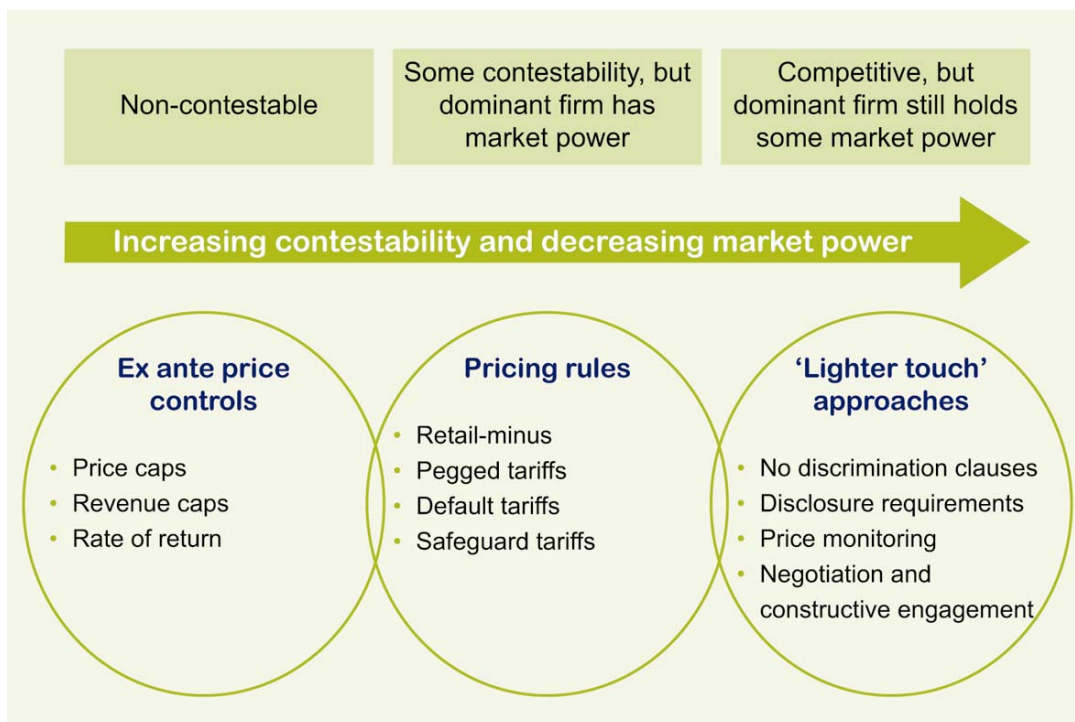 Non-contestable
Some contestability, but
dominant firm has
market power
Competitive, but
dominant firm still holds
some market power
Increasing contestability and decreasing market power
Ex ante price
controls
• Price caps
• Revenue caps
• Rate of return
Pricing rules
• Retail-minus
• Pegged tariffs
• Default tariffs
• Safeguard tariffs
‘Lighter touch’
approaches
• No discrimination clauses
• Disclosure requirements
• Price monitoring
• Negotiation and
constructive engagement